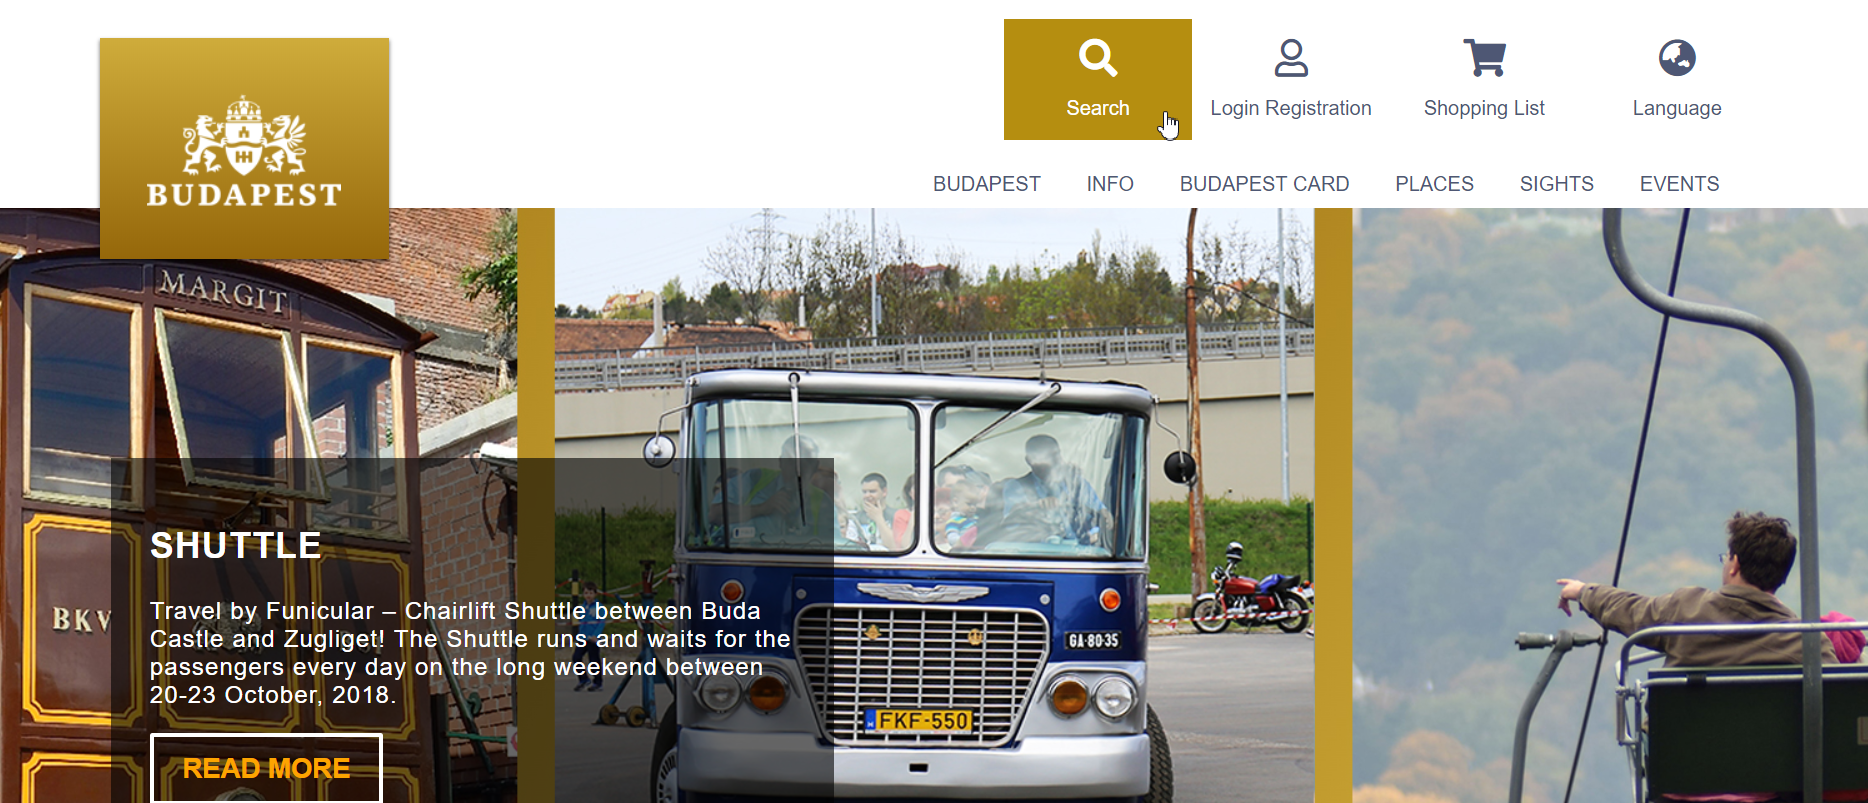 Search
Login Registration
Shopping List
Language
BUDAPEST
BUDAPEST
INFO
BUDAPEST CARD
PLACES
SIGHTS
EVENTS
MARGIT
BKV
SHUTTLE
Travel by Funicular – Chairlift Shuttle between Buda
Castle and Zugliget! The Shuttle runs and waits for the
passengers every day on the long weekend between
20-23 October, 2018.
READ MORE
GA·80-35
H
FKF-550